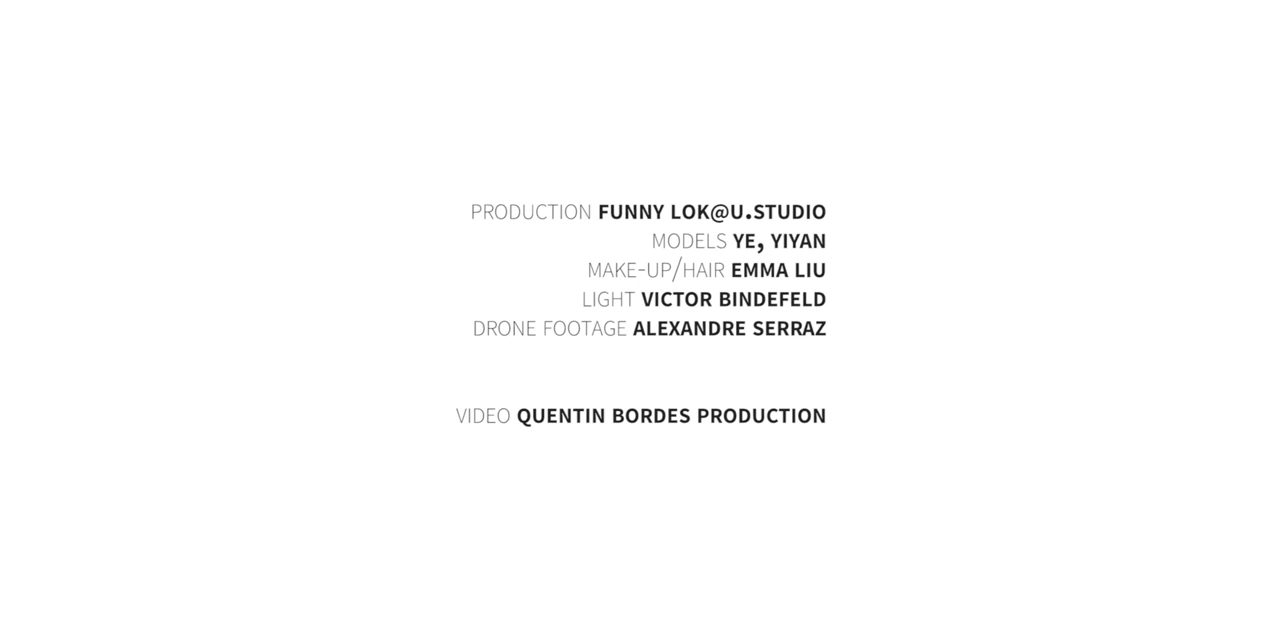 PRODUCTION FUNNY LOK@U.STUDIO
MODELS YE, YIYAN
MAKE-UP/HAIR EMMA LIU
LIGHT VICTOR BINDEFELD
DRONE FOOTAGE ALEXANDRE SERRAZ
VIDEO QUENTIN BORDES PRODUCTION